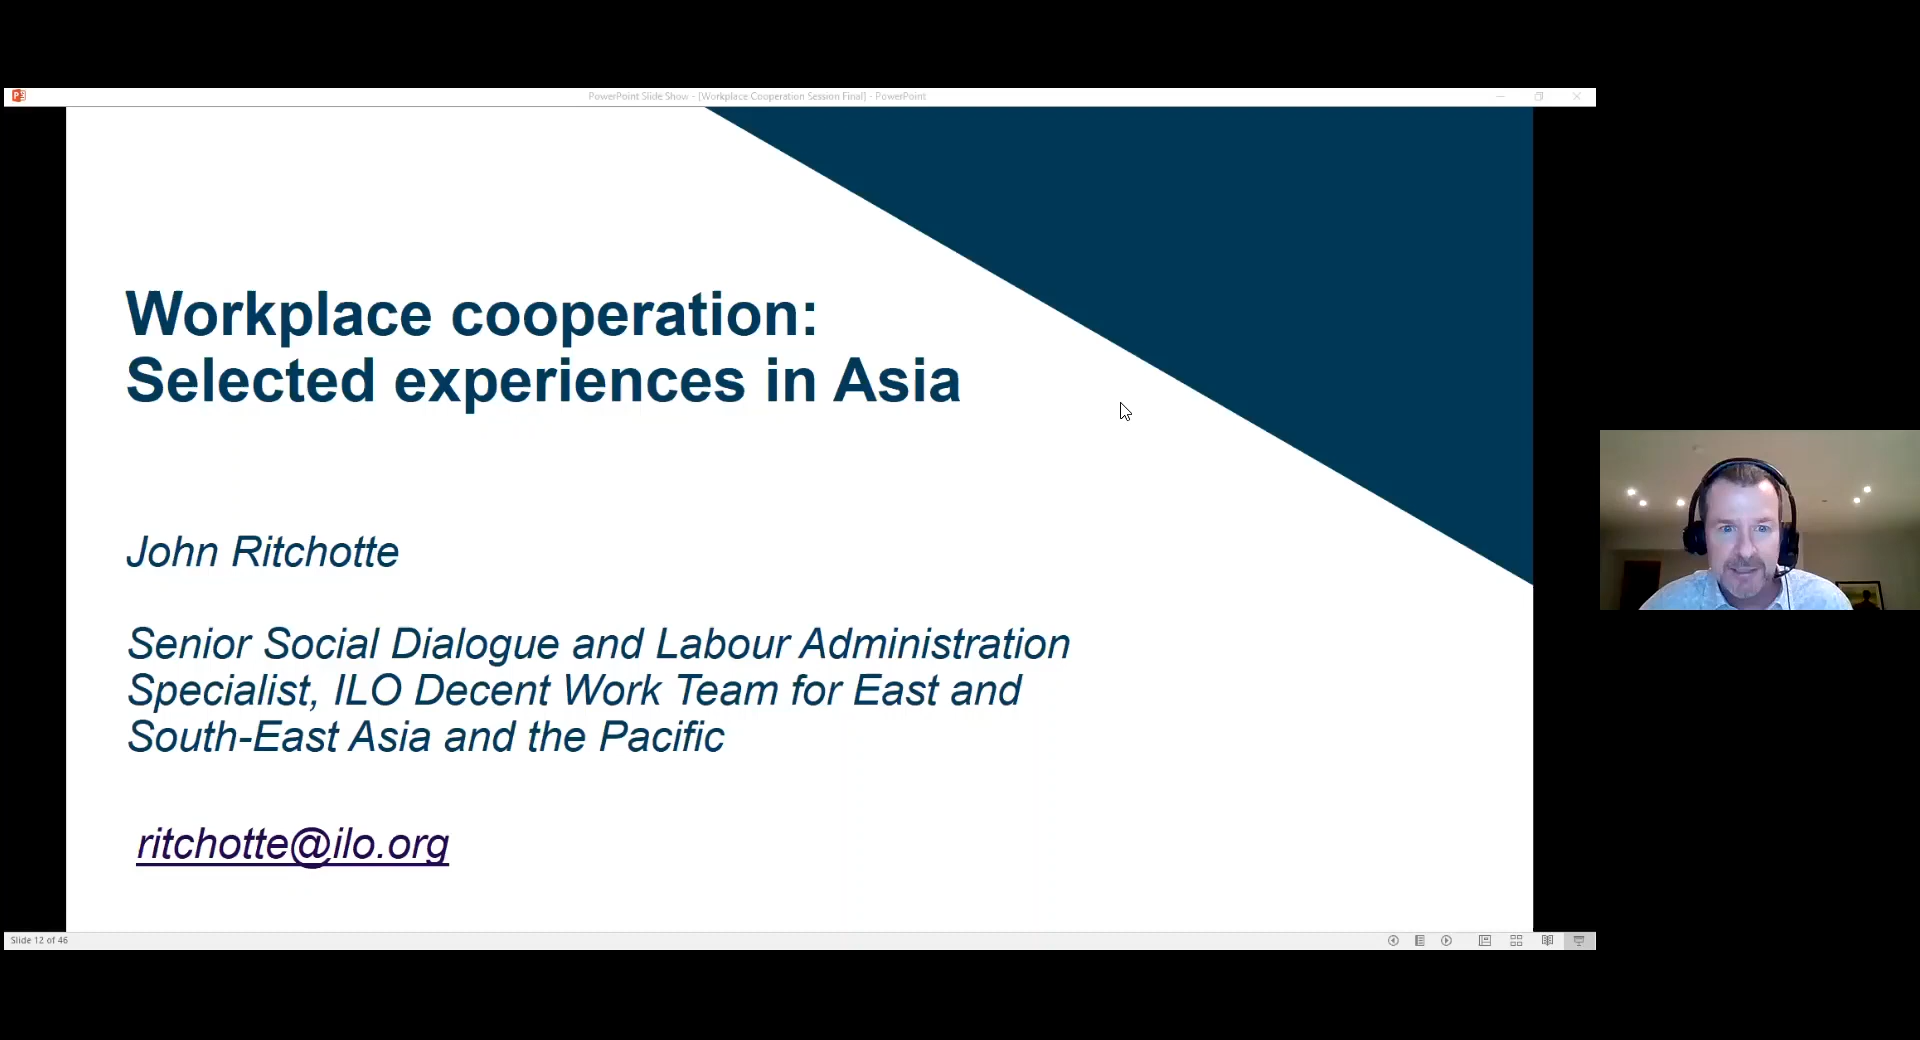 PowerPoint Slide Show - [Workplace Cooperation Session Final] - PowerPoint
Workplace cooperation:
Selected experiences in Asia
John Ritchotte
Senior Social Dialogue and Labour Administration
Specialist, ILO Decent Work Team for East and
South-East Asia and the Pacific
ritchotte@ilo.org
Slide 12 of 46